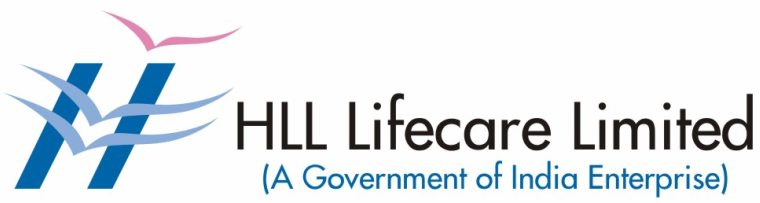 HLL Lifecare Limited
(A Government of India Enterprise)